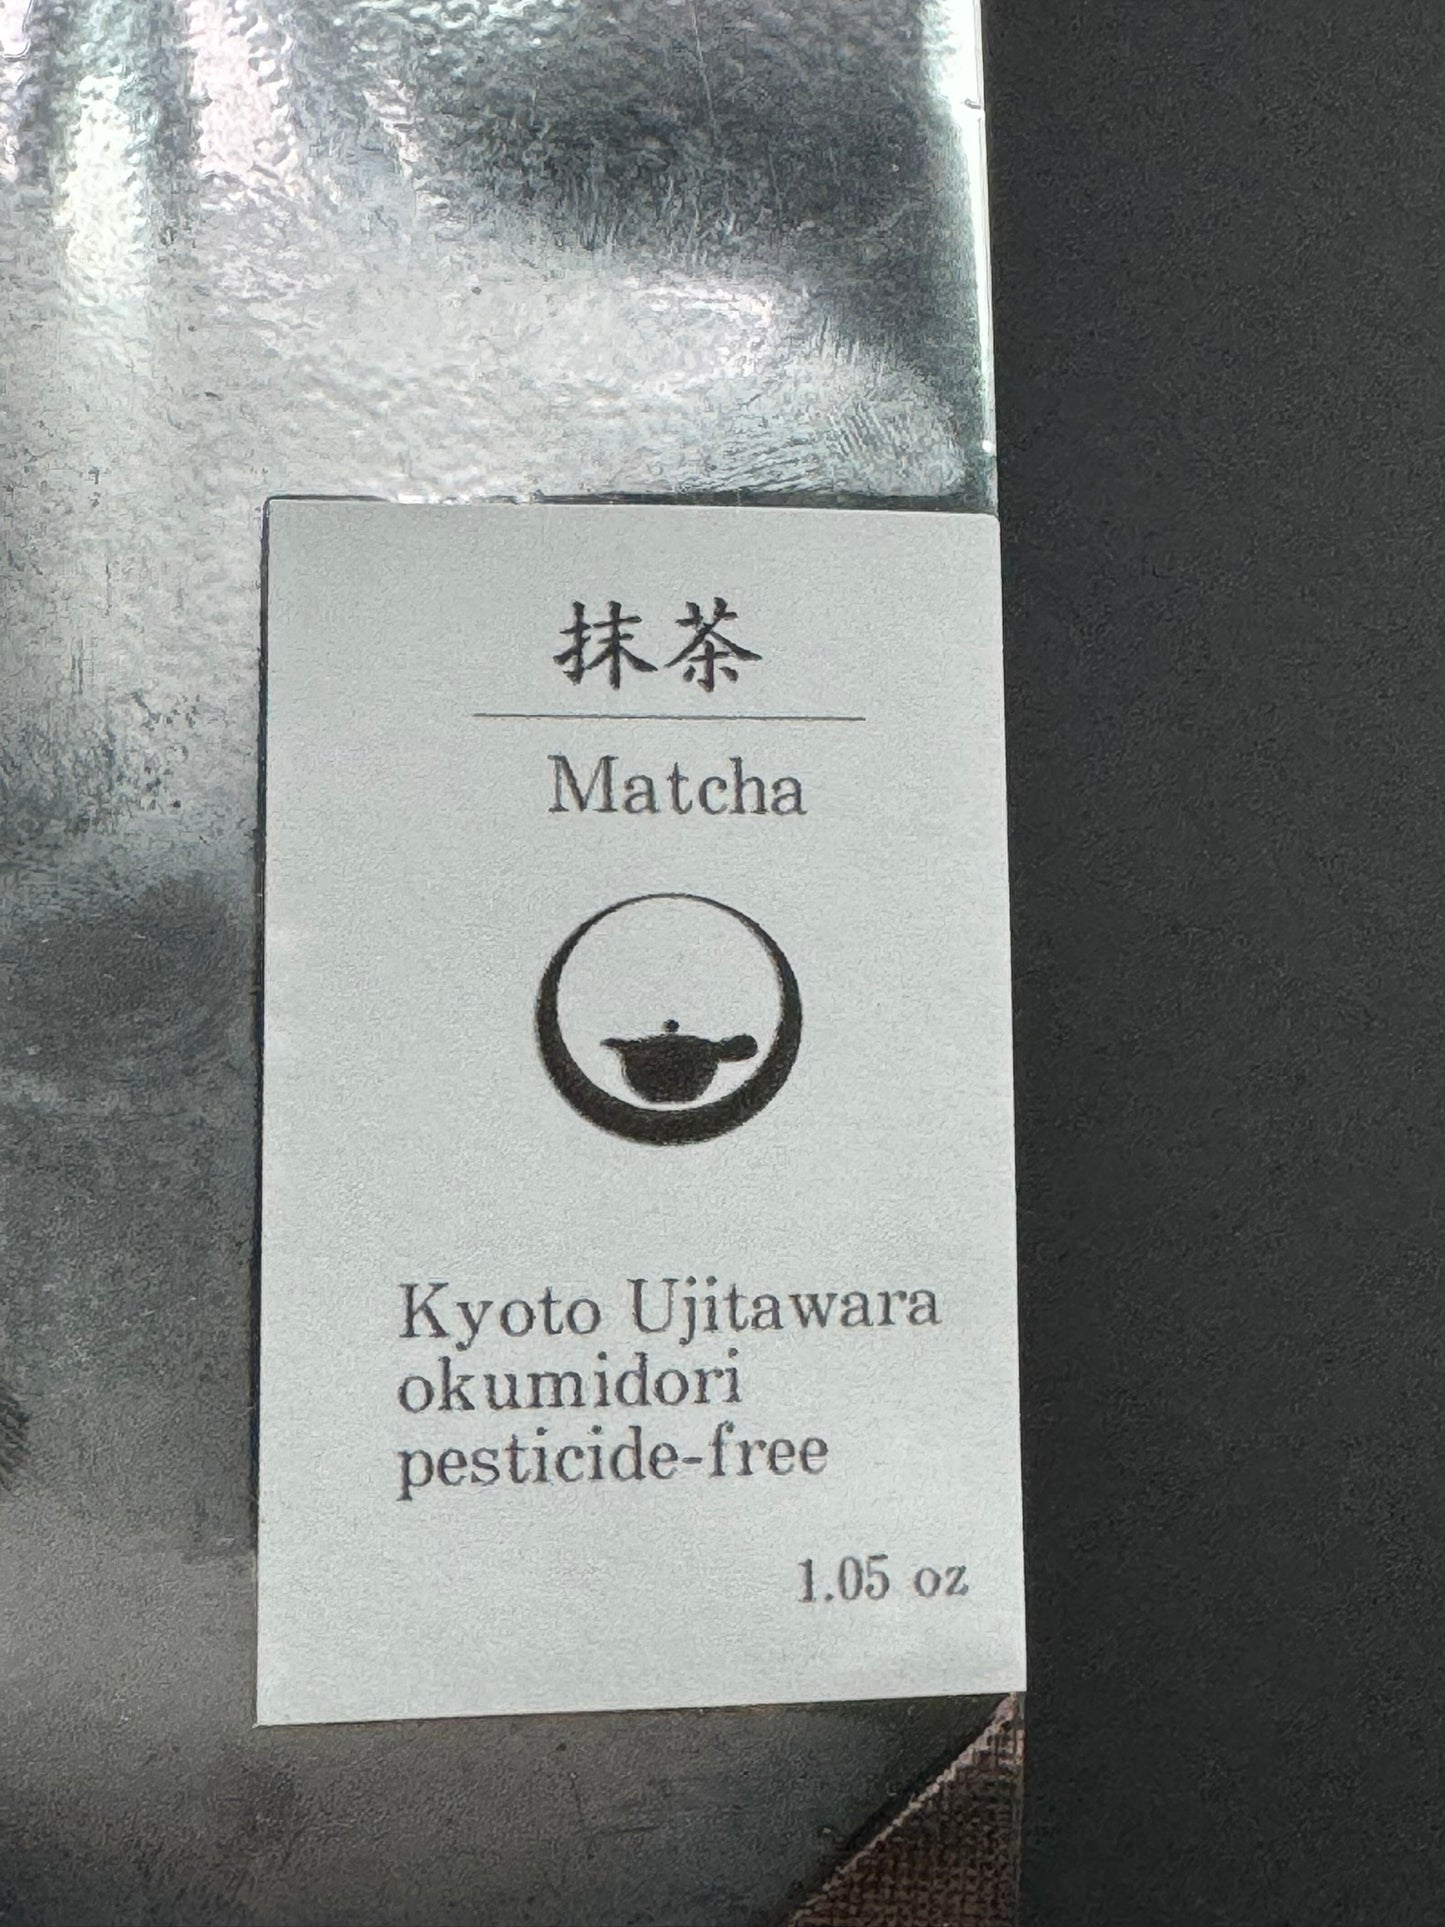 抹茶
Matcha
Kyoto Ujitawara
okumidori
pesticide-free
1.05 oz